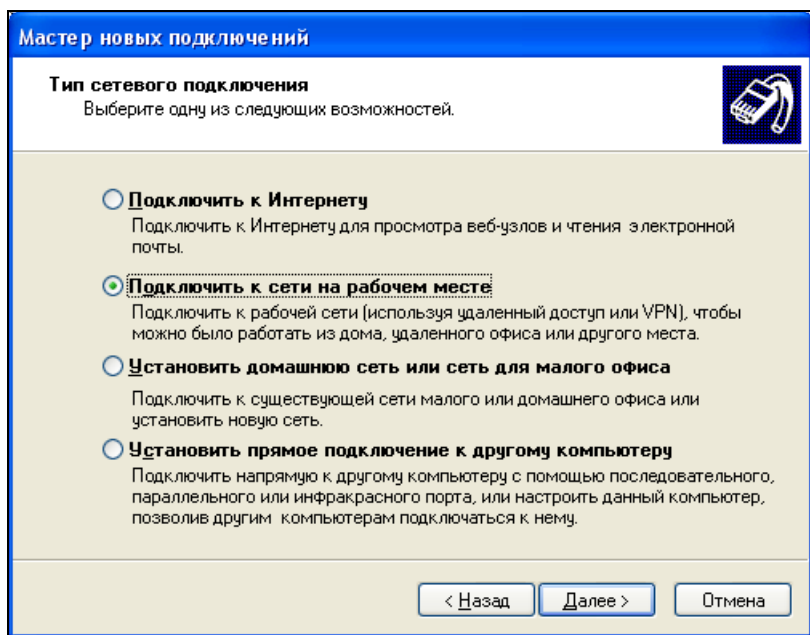 Мастер новых подключений
Тип сетевого подключения
Выберите одну из следующих возможностей.
Подключить к Интернету
Подключить к Интернету для просмотра веб-узлов и чтения электронной
почты.
Подключить к сети на рабочем месте
Подключить к рабочей сети (используя удаленный доступ или VPN), чтобы
можно было работать из дома, удаленного офиса или другого места.
Установить домашнюю сеть или сеть для малого офиса
Подключить к существующей сети малого или домашнего офиса или
установить новую сеть.
Установить прямое подключение к другому компьютеру
Подключить напрямую к другому компьютеру с помощью последовательного,
параллельного или инфракрасного порта, или настроить данный компьютер,
позволив другим компьютерам подключаться к нему.
< Назад Далее > Отмена